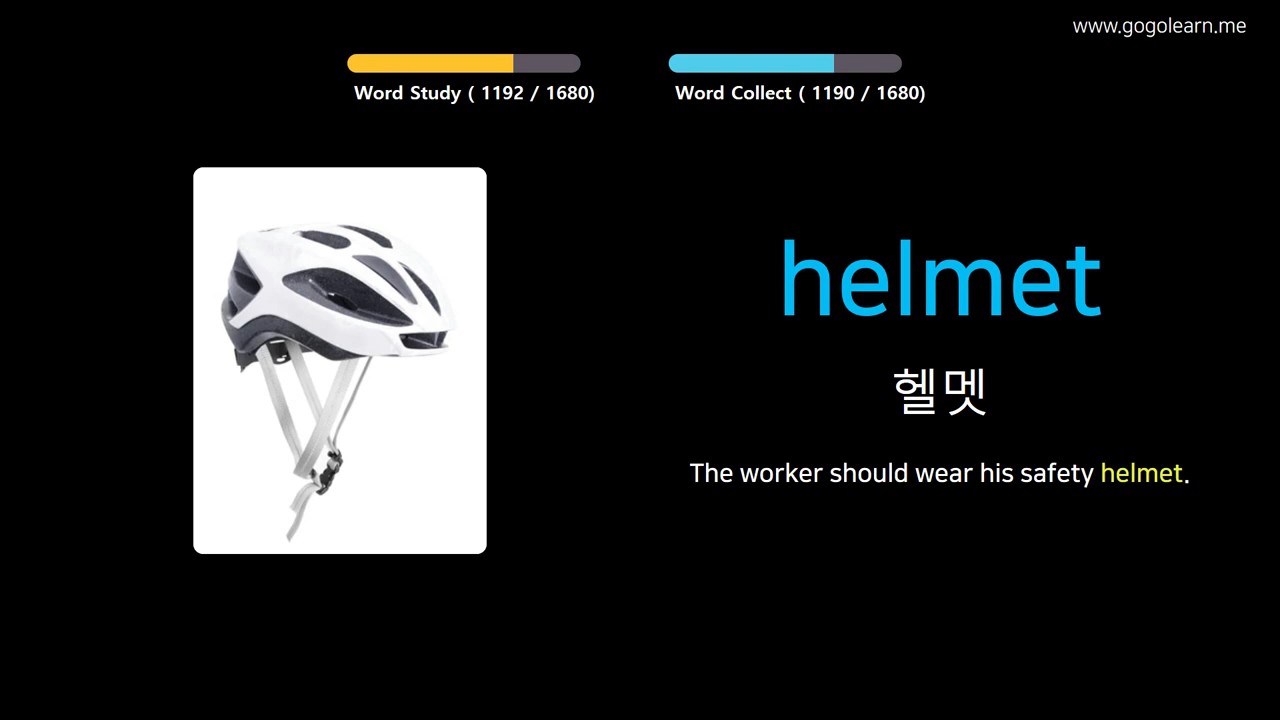 www.gogolearn.me
Word Study ( 1192 / 1680)
Word Collect ( 1190 / 1680)
helmet
헬멧
The worker should wear his safety helmet.